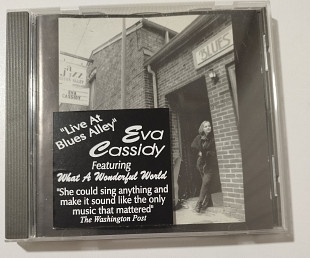 Jazz
BLUES
"Live At
Blues Alley"
Eva
Cassidy
Featuring
What A Wonderful World
"She could sing anything and
make it sound like the only
music that mattered"
The Washington Post